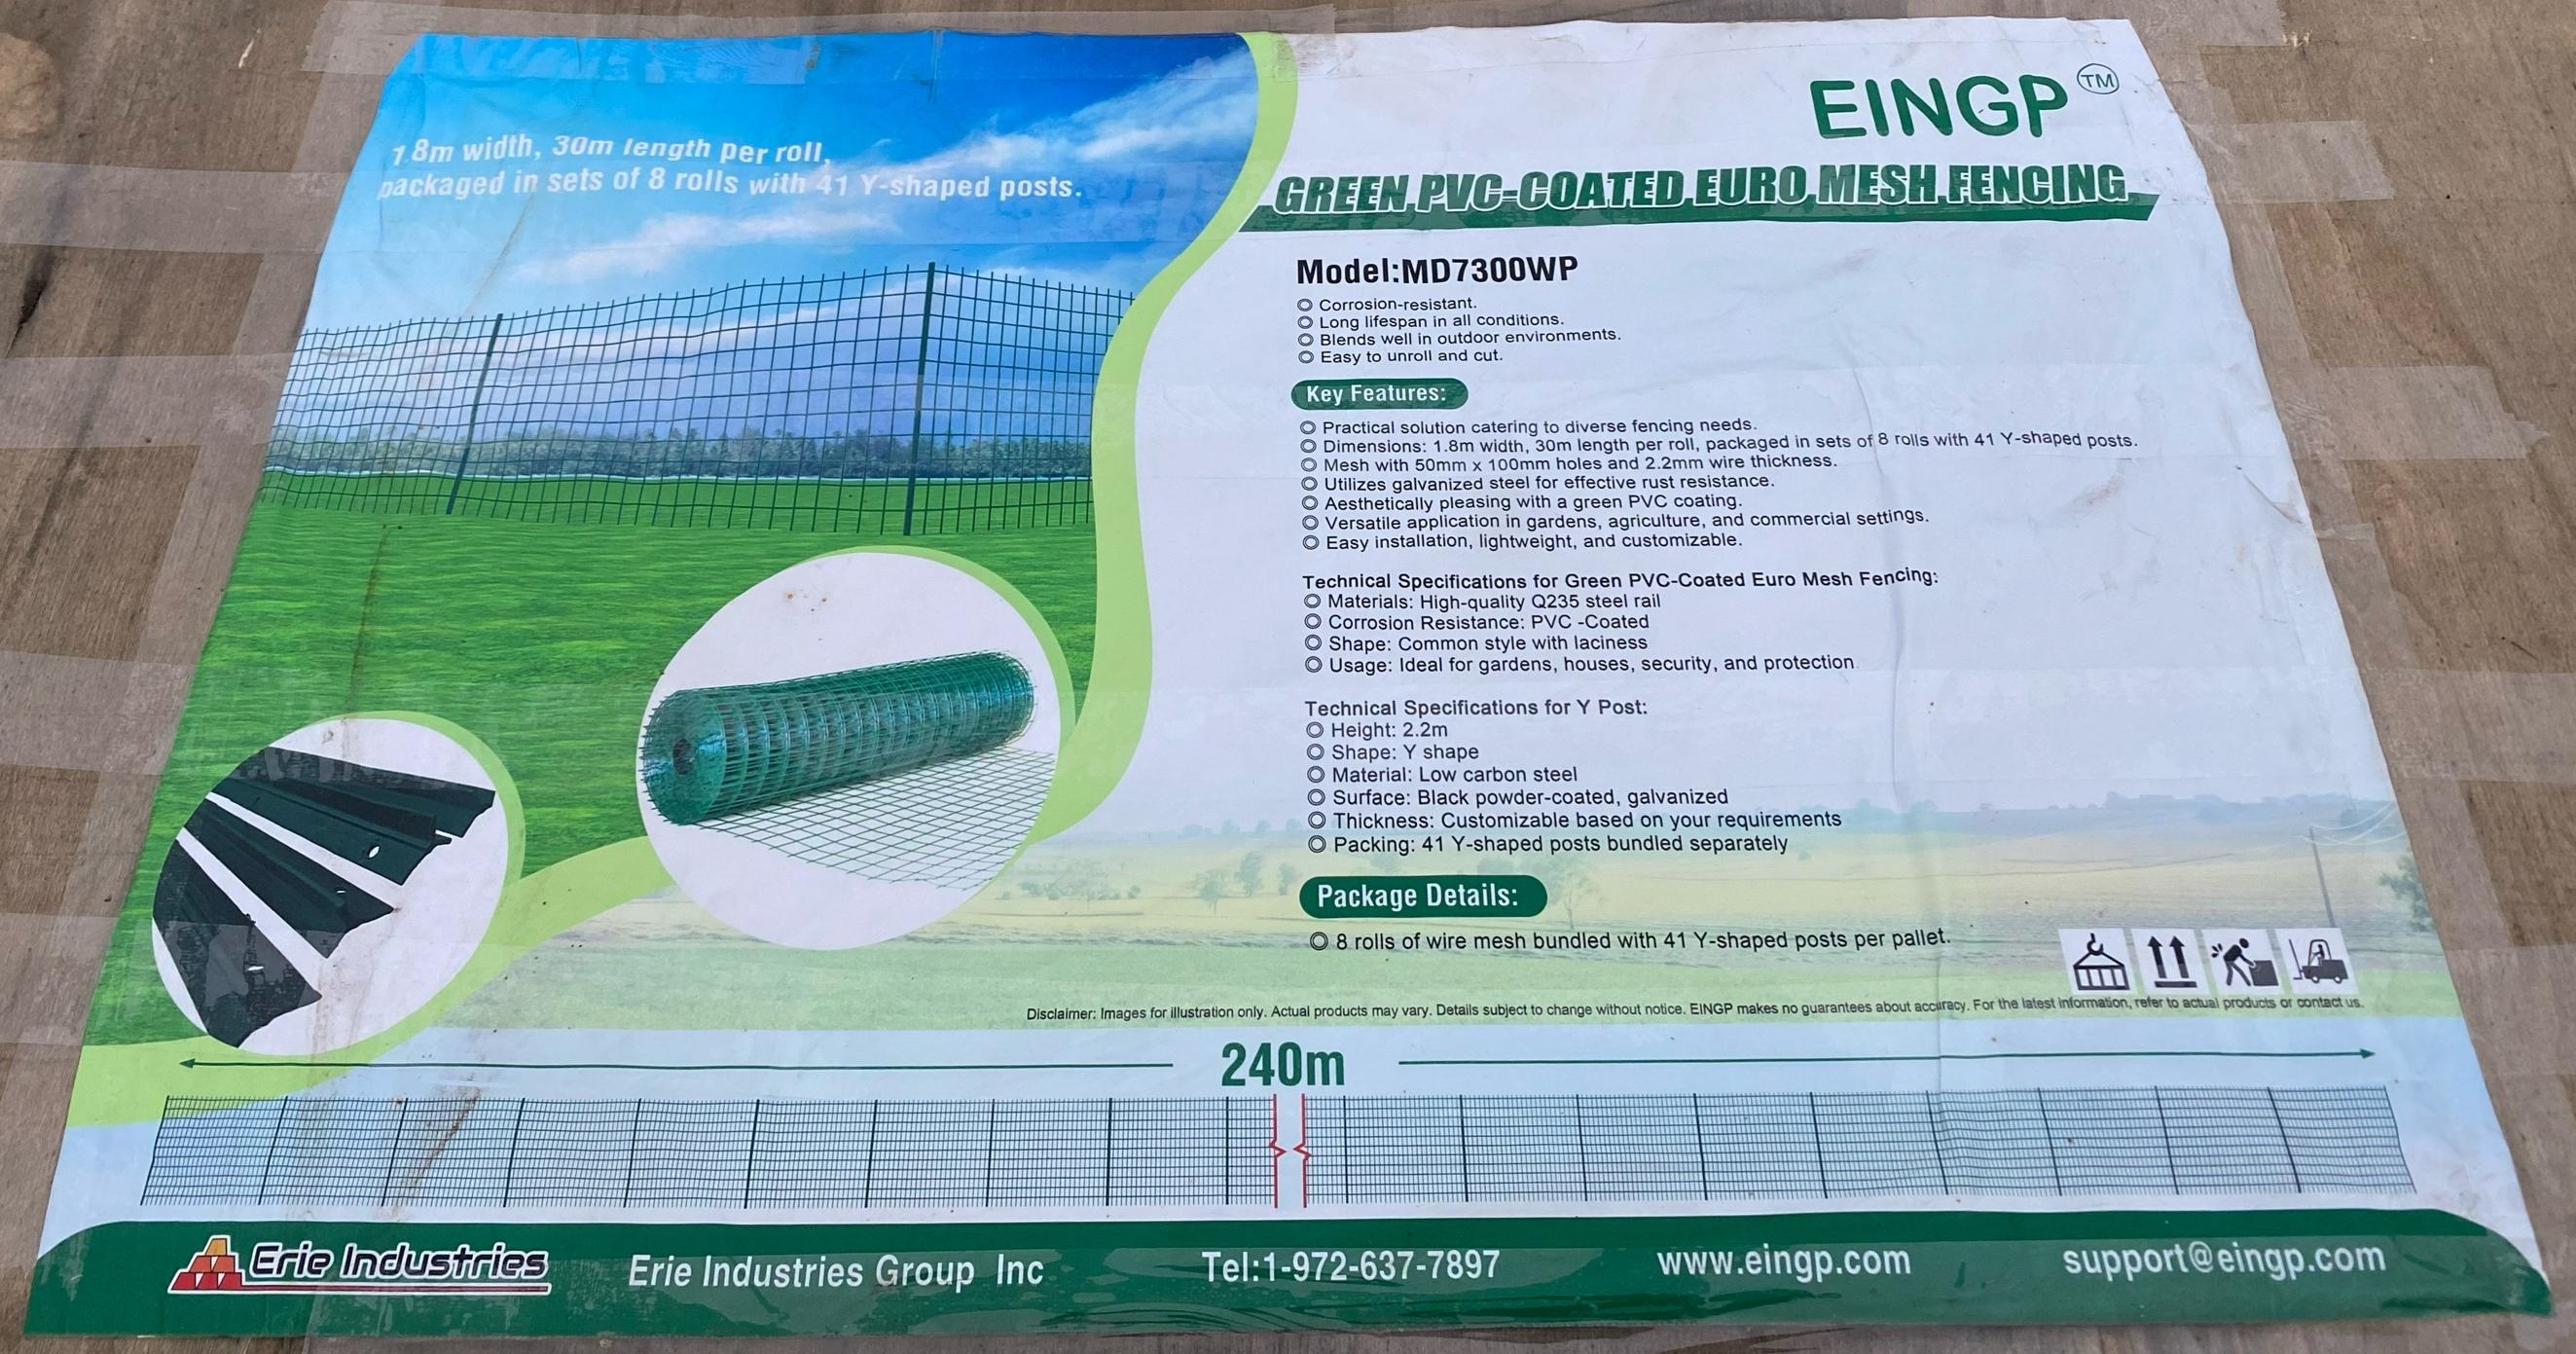 1.8m width, 30m length per roll,
packaged in sets of 8 rolls with 41 Y-shaped posts.
EINGP TM
GREEN PVC-COATED EURO MESH FENCING
Model:MD7300WP
Corrosion-resistant.
Long lifespan in all conditions.
Blends well in outdoor environments.
Easy to unroll and cut.
Key Features:
Practical solution catering to diverse fencing needs.
Dimensions: 1.8m width, 30m length per roll, packaged in sets of 8 rolls with 41 Y-shaped posts.
Mesh with 50mm x 100mm holes and 2.2mm wire thickness.
Utilizes galvanized steel for effective rust resistance.
Aesthetically pleasing with a green PVC coating.
Versatile application in gardens, agriculture, and commercial settings.
Easy installation, lightweight, and customizable.
Technical Specifications for Green PVC-Coated Euro Mesh Fencing:
Materials: High-quality Q235 steel rail
Corrosion Resistance: PVC -Coated
Shape: Common style with laciness
Usage: Ideal for gardens, houses, security, and protection
Technical Specifications for Y Post:
Height: 2.2m
Shape: Y shape
Material: Low carbon steel
Surface: Black powder-coated, galvanized
Thickness: Customizable based on your requirements
Packing: 41 Y-shaped posts bundled separately
Package Details:
8 rolls of wire mesh bundled with 41 Y-shaped posts per pallet.
Disclaimer: Images for illustration only. Actual products may vary. Details subject to change without notice. EINGP makes no guarantees about accuracy. For the latest information, refer to actual products or contact us.
240m
Erie Industries
Erie Industries Group Inc
Tel:1-972-637-7897
www.eingp.com
support@eingp.com